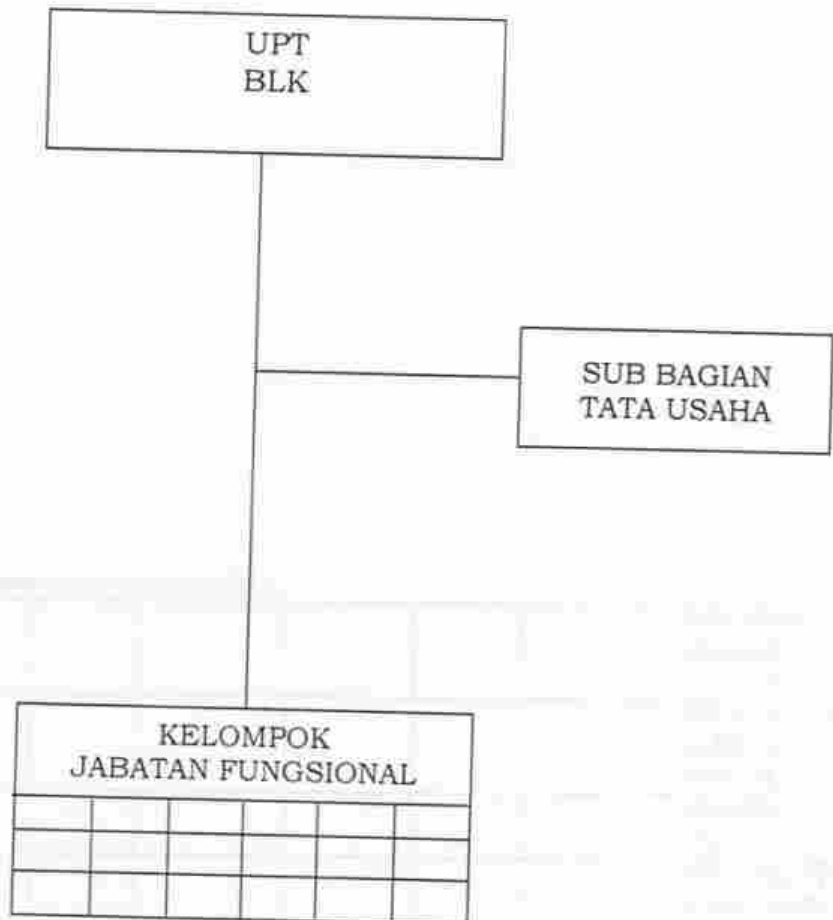 UPT
BLK
SUB BAGIAN
TATA USAHA
KELOMPOK
JABATAN FUNGSIONAL